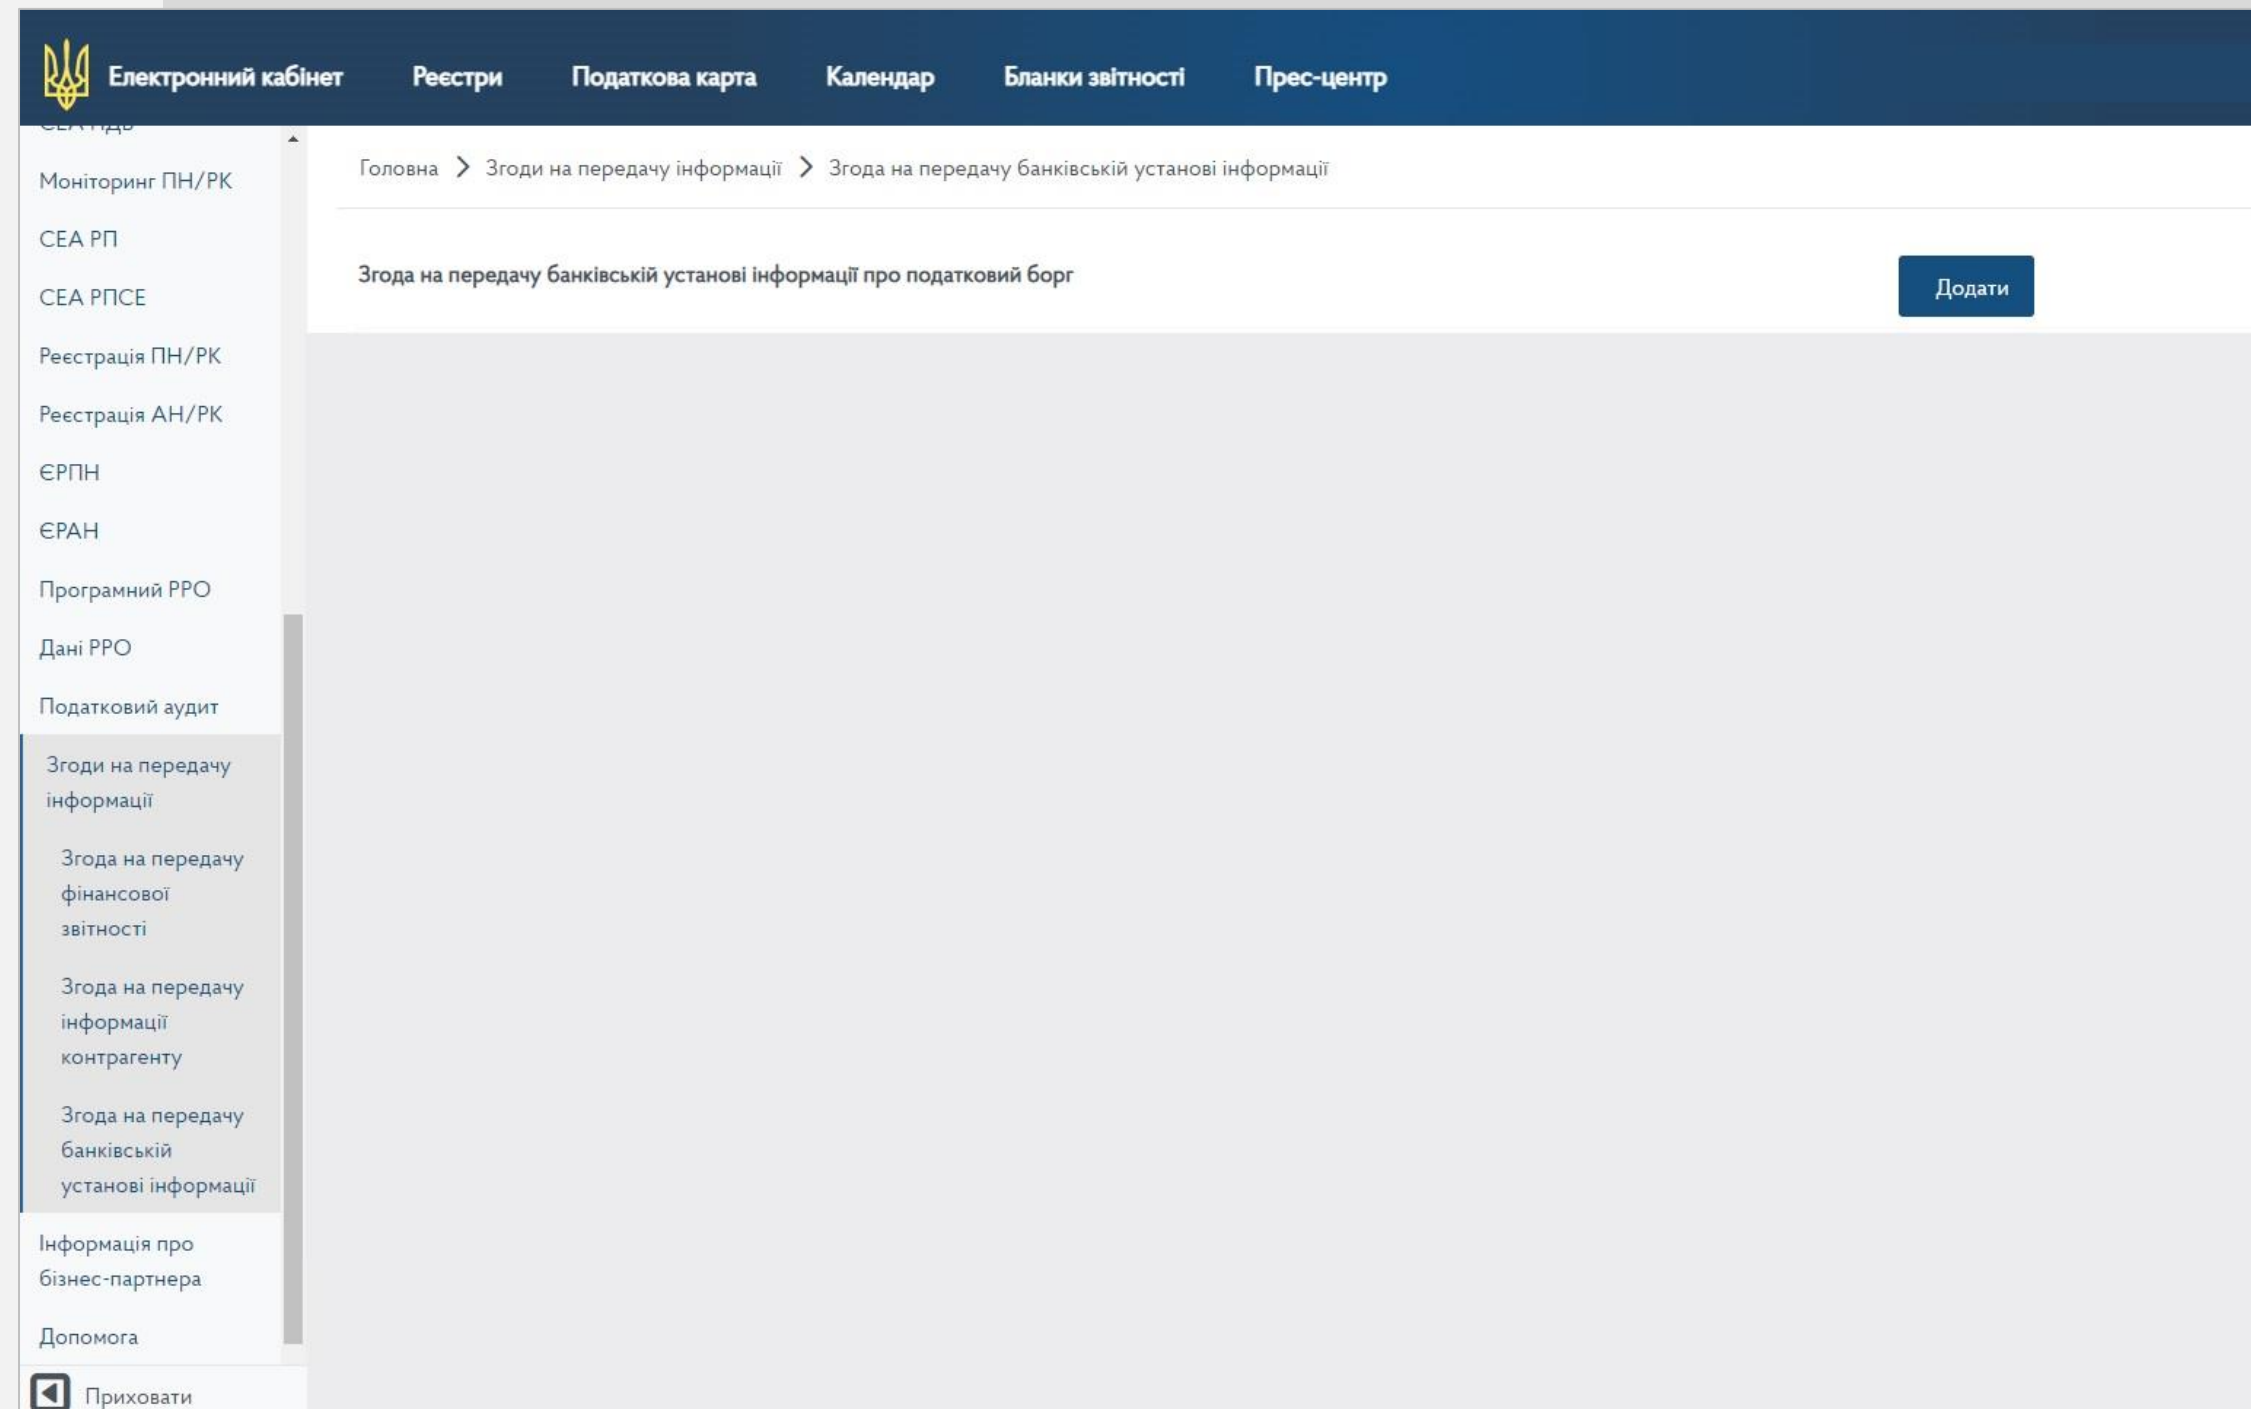 Електронний кабінет Реєстри Податкова карта Календар Бланки звітності Прес-центр
Головна > Згоди на передачу інформації > Згода на передачу банківській установі інформації
Згода на передачу банківській установі інформації про податковий борг
Додати
СЕА ПДВ
Моніторинг ПН/РК
СЕА РП
СЕА РПСЕ
Реєстрація ПН/РК
Реєстрація АН/РК
ЄРПН
ЄРАН
Програмний РРО
Дані РРО
Податковий аудит
Згоди на передачу
інформації
Згода на передачу
фінансової
звітності
Згода на передачу
інформації
контрагенту
Згода на передачу
банківській
установі інформації
Інформація про
бізнес-партнера
Допомога
Приховати